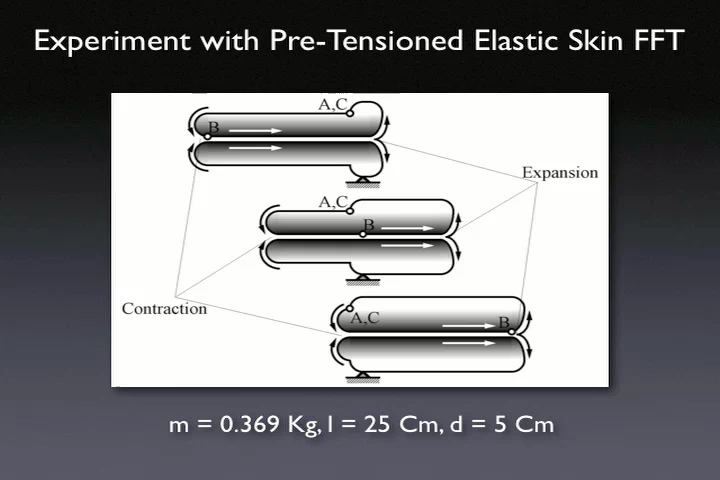 Experiment with Pre-Tensioned Elastic Skin FFT
A,C
B
Expansion
A,C
B
Contraction
A,C
B
m = 0.369 Kg, l = 25 Cm, d = 5 Cm